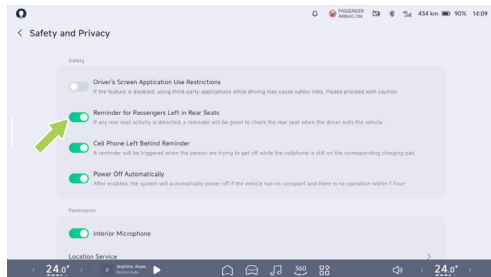 PASSENGER
AIRBAG ON
434 km
90%
14:09
Safety and Privacy
Safety
Driver's Screen Application Use Restrictions
If the feature is disabled, using third-party applications while driving may cause safety risks. Please proceed with caution
Reminder for Passengers Left in Rear Seats
If any rear seat activity is detected, a reminder will be given to check the rear seat when the driver exits the vehicle
Cell Phone Left Behind Reminder
A reminder will be triggered when the person are trying to get off while the cellphone is still on the corresponding charging pad
Power Off Automatically
After enabled, the system will automatically power off if the vehicle has no occupant and there is no operation within 1 hour
Permission
Interior Microphone
Location Service
24.0°
Anytime Anyw
360
24.0°